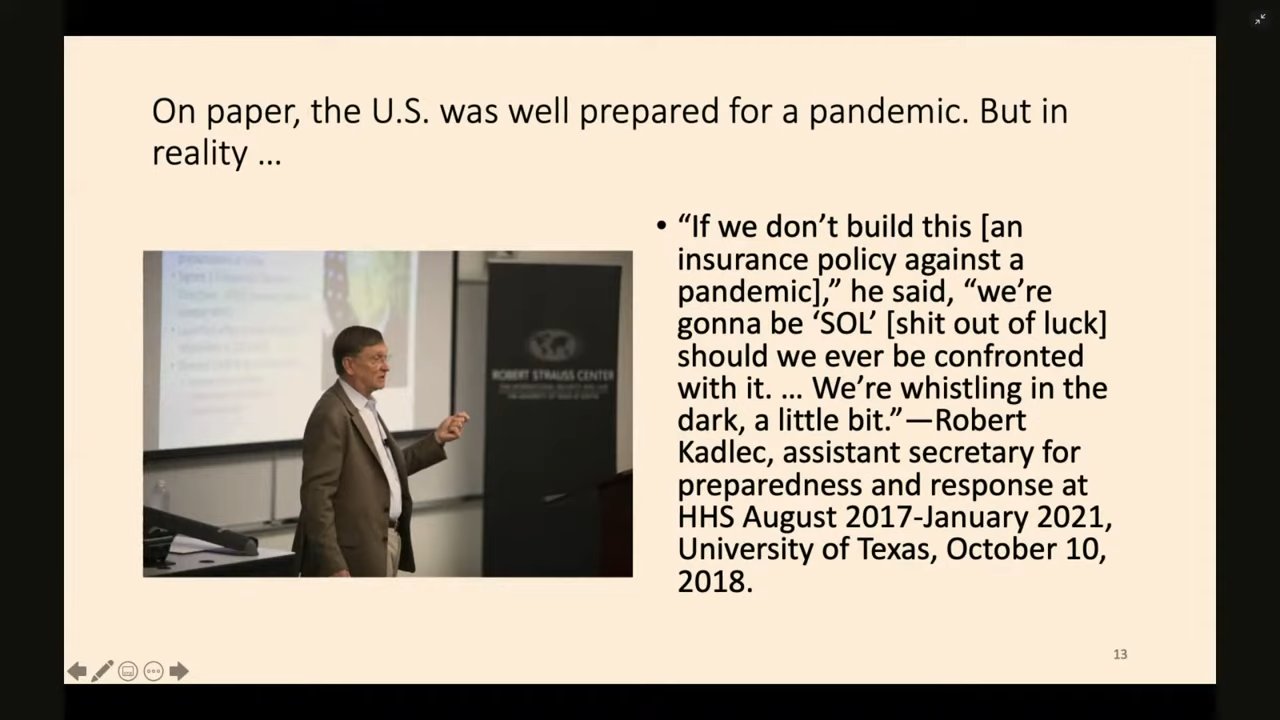 On paper, the U.S. was well prepared for a pandemic. But in
reality ...
• “If we don’t build this [an
insurance policy against a
pandemic],” he said, “we’re
gonna be ‘SOL’ [shit out of luck]
should we ever be confronted
with it. ... We’re whistling in the
dark, a little bit.”—Robert
Kadlec, assistant secretary for
preparedness and response at
HHS August 2017-January 2021,
University of Texas, October 10,
2018.
ROBERT STRAUSS CENTER
13